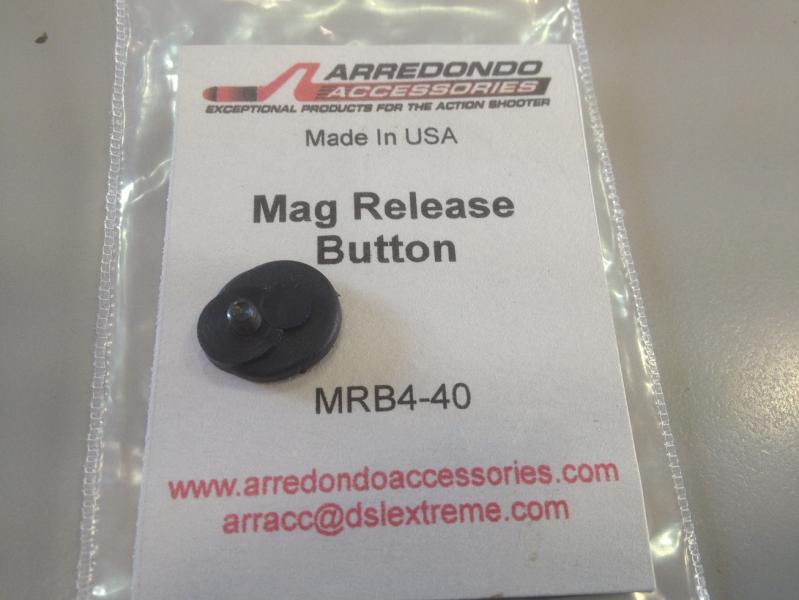 ARREDONDO
ACCESSORIES
EXCEPTIONAL PRODUCTS FOR THE ACTION SHOOTER
Made In USA
Mag Release
Button
MRB4-40
www.arredondoaccessories.com
arracc@dslextreme.com